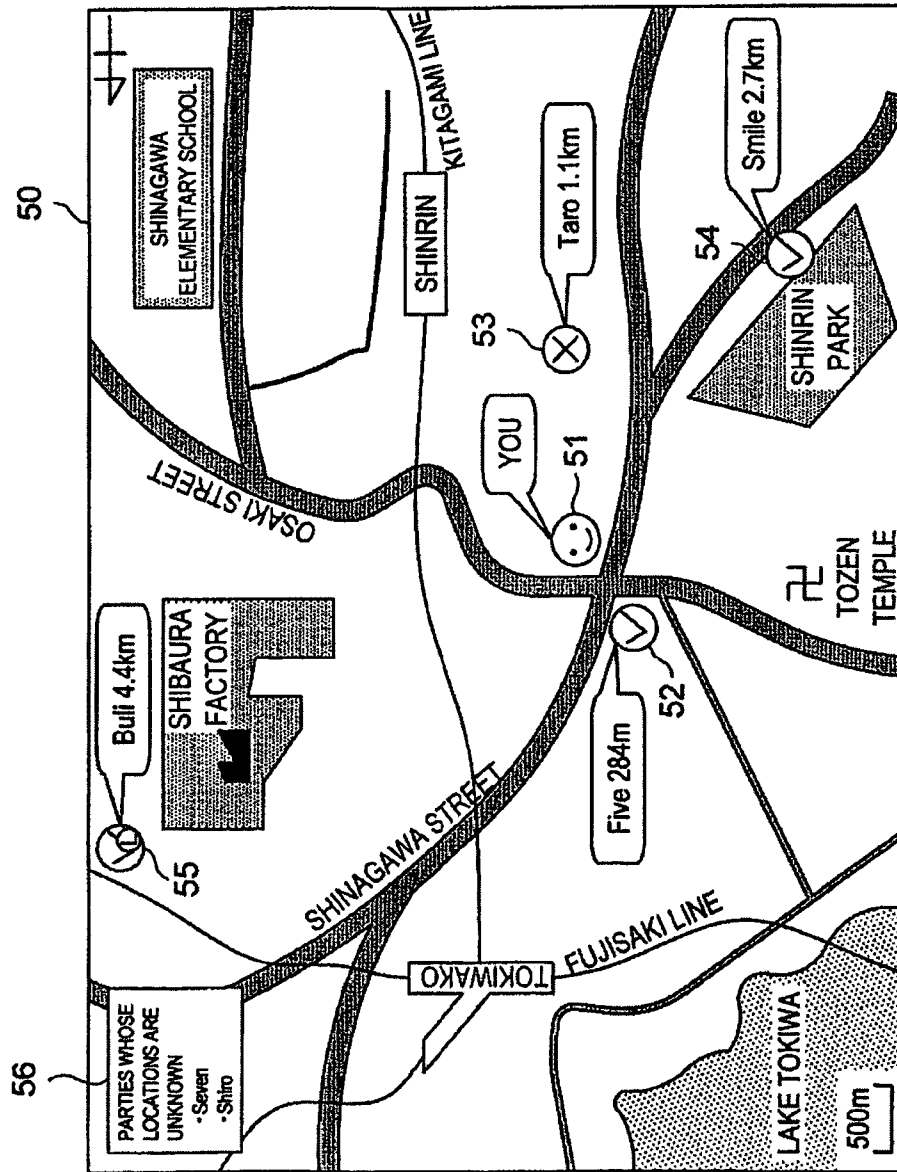 50
PARTIES WHOSE
LOCATIONS ARE
UNKNOWN
・Seven
・Shiro
56
Buli 4.4km
55
SHIBAURA
FACTORY
SHINAGAWA
ELEMENTARY SCHOOL
OSAKI STREET
SHINAGAWA STREET
KITAGAMI LINE
SHINRIN
TOKIWAKO
FUJISAKI LINE
YOU
51
53
Taro 1.1km
Five 284m
52
54
Smile 2.7km
SHINRIN
PARK
卍
TOZEN
TEMPLE
LAKE TOKIWA
500m